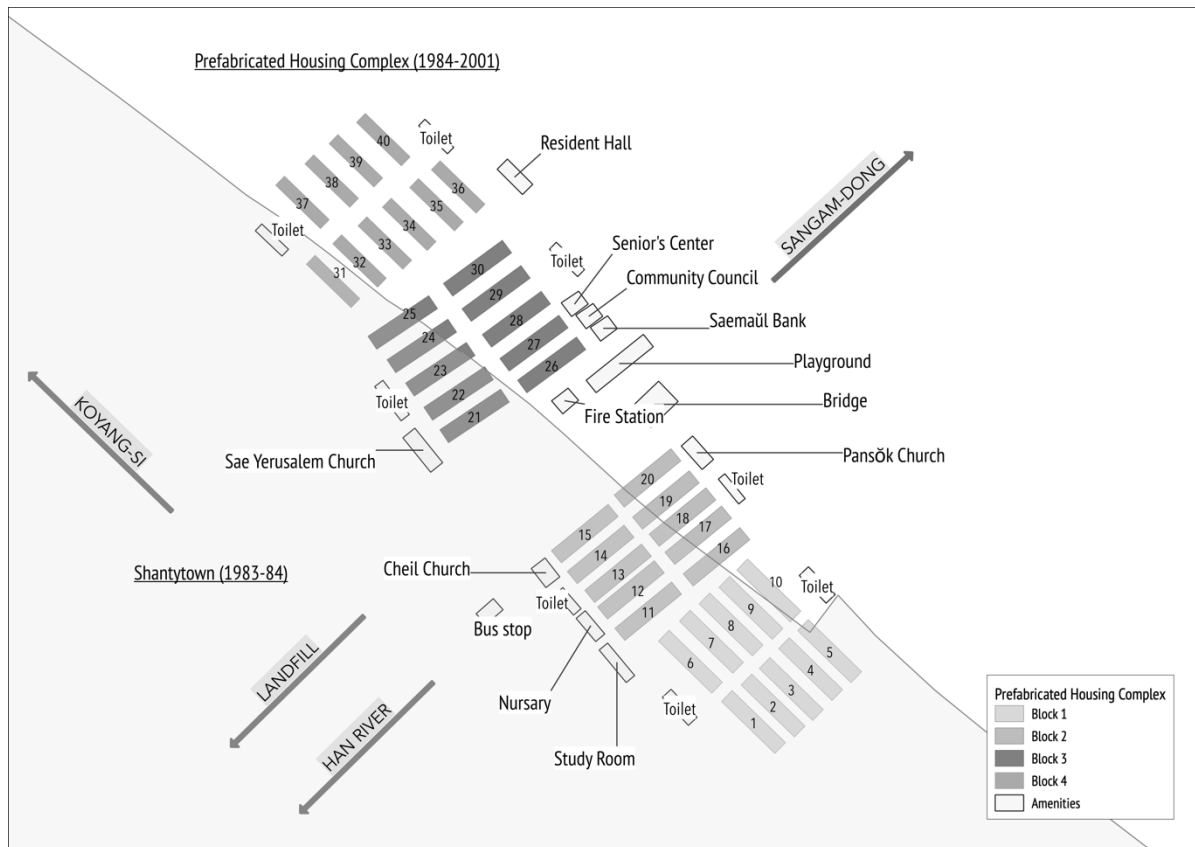 Prefabricated Housing Complex (1984-2001)
40
Toilet
39
Resident Hall
38
36
37
35
34
Toilet
33
32
31
SANGAM-DONG
Senior's Center
Toilet
30
Community Council
29
25
28
Saemaŭl Bank
24
27
Playground
23
26
22
Toilet
21
Fire Station
Bridge
KOYANG-SI
Sae Yerusalem Church
Pansŏk Church
20
Toilet
19
18
17
15
16
14
Cheil Church
13
12
11
Shantytown (1983-84)
10
Toilet
Toilet
9
8
7
6
5
4
3
2
1
Bus stop
LANDFILL
Nursary
Toilet
HAN RIVER
Study Room
Prefabricated Housing Complex
Block 1
Block 2
Block 3
Block 4
Amenities